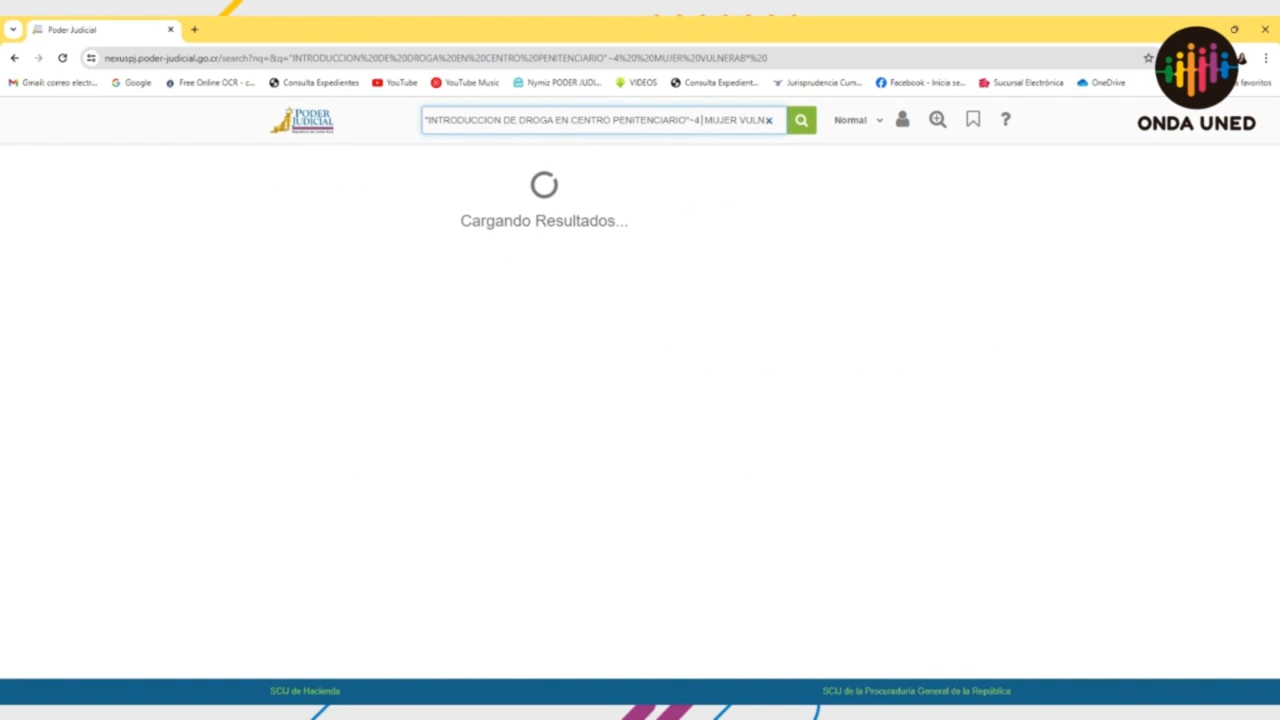 Poder Judicial
nexuspj.poder-judicial.go.cr/search?nq=&q="INTRODUCCION%20DE%20DROGA%20EN%20CENTRO%20PENITENCIARIO"~4%20%20MUJER%20VULNERAB*%20
Gmail: correo electr... Google Free Online OCR - c... Consulta Expedientes YouTube YouTube Music Nymiz PODER JUDI... VIDEOS Consulta Expedient... Jurisprudencia Cum... Facebook - Inicia se... Sucursal Electrónica OneDrive s favoritos
ONDA UNED
PODER JUDICIAL
"INTRODUCCION DE DROGA EN CENTRO PENITENCIARIO"~4 MUJER VULN
Normal
Cargando Resultados...
SCIJ de Hacienda
SCIJ de la Procuraduría General de la República